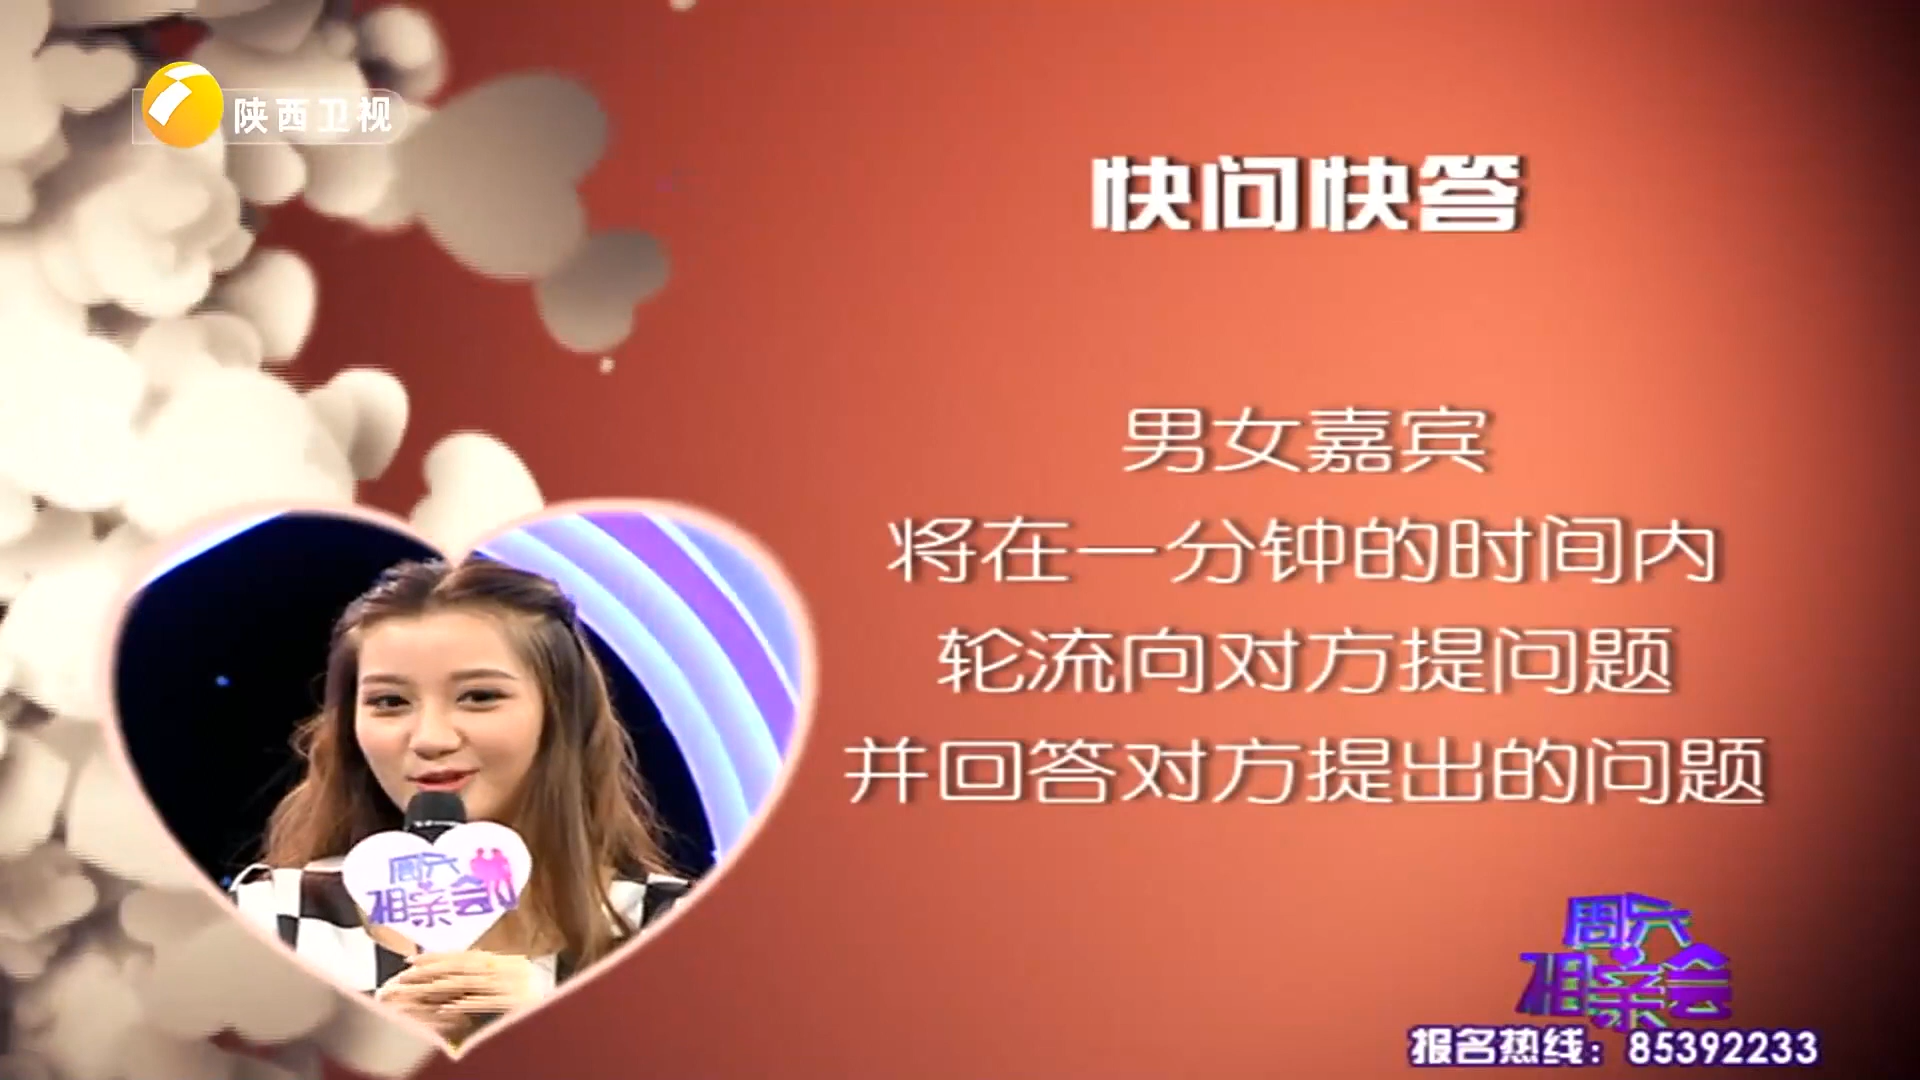 陕西卫视
快问快答
男女嘉宾
将在一分钟的时间内
轮流向对方提问题
并回答对方提出的问题
周六
相亲会
周六
相亲会
报名热线：85392233